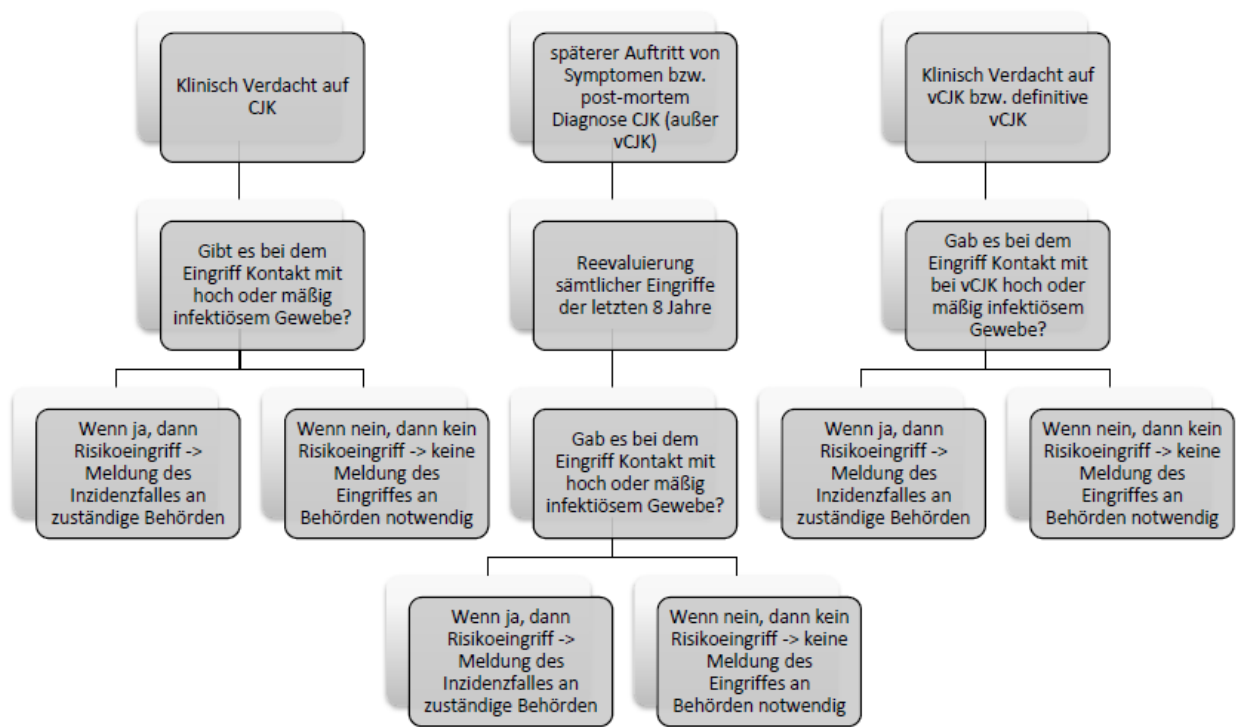 Klinisch Verdacht auf
CJK
Gibt es bei dem
Eingriff Kontakt mit
hoch oder mäßig
infektiösem Gewebe?
Wenn ja, dann
Risikoeingriff ->
Meldung des
Inzidenzfalles an
zuständige Behörden
Wenn nein, dann kein
Risikoeingriff -> keine
Meldung des
Eingriffes an
Behörden notwendig
späterer Auftritt von
Symptomen bzw.
post-mortem
Diagnose CJK (außer
vCJK)
Reevaluierung
sämtlicher Eingriffe
der letzten 8 Jahre
Gab es bei dem
Eingriff Kontakt mit
hoch oder mäßig
infektiösem Gewebe?
Wenn ja, dann
Risikoeingriff ->
Meldung des
Inzidenzfalles an
zuständige Behörden
Wenn nein, dann kein
Risikoeingriff -> keine
Meldung des
Eingriffes an
Behörden notwendig
Klinisch Verdacht auf
vCJK bzw. definitive
vCJK
Gab es bei dem
Eingriff Kontakt mit
bei vCJK hoch oder
mäßig infektiösem
Gewebe?
Wenn ja, dann
Risikoeingriff ->
Meldung des
Inzidenzfalles an
zuständige Behörden
Wenn nein, dann kein
Risikoeingriff -> keine
Meldung des
Eingriffes an
Behörden notwendig